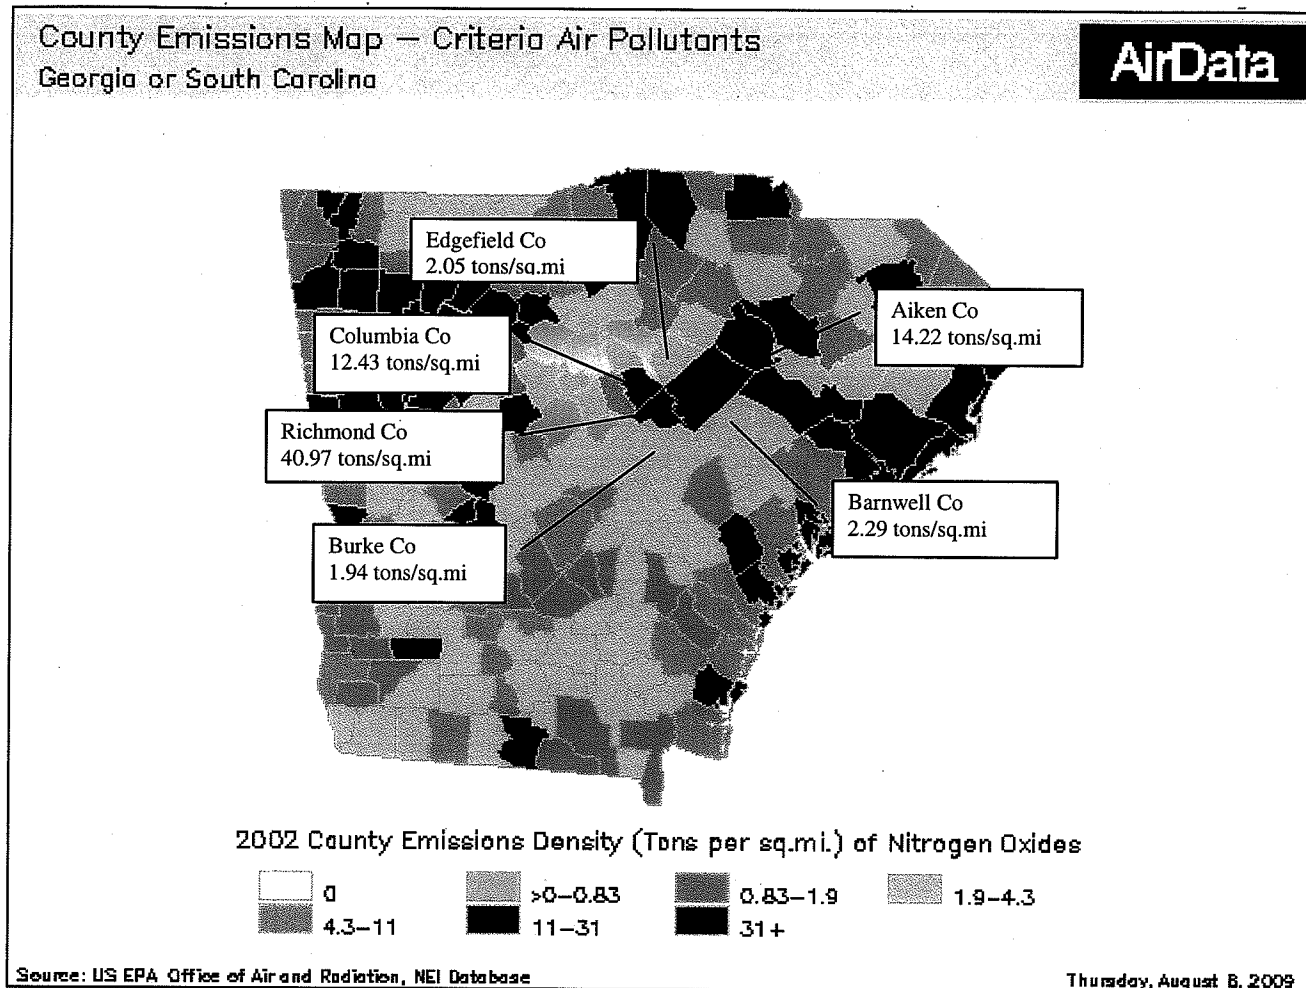 County Emissions Map – Criteria Air Pollutants
Georgia or South Carolina
AirData
Edgefield Co
2.05 tons/sq.mi
Aiken Co
14.22 tons/sq.mi
Columbia Co
12.43 tons/sq.mi
Richmond Co
40.97 tons/sq.mi
Barnwell Co
2.29 tons/sq.mi
Burke Co
1.94 tons/sq.mi
2002 County Emissions Density (Tons per sq.mi.) of Nitrogen Oxides
0 >0–0.83 0.83–1.9 1.9–4.3
4.3–11 11–31 31+
Source: US EPA Office of Air and Radiation, NEI Database
Thursday, August 6, 2009